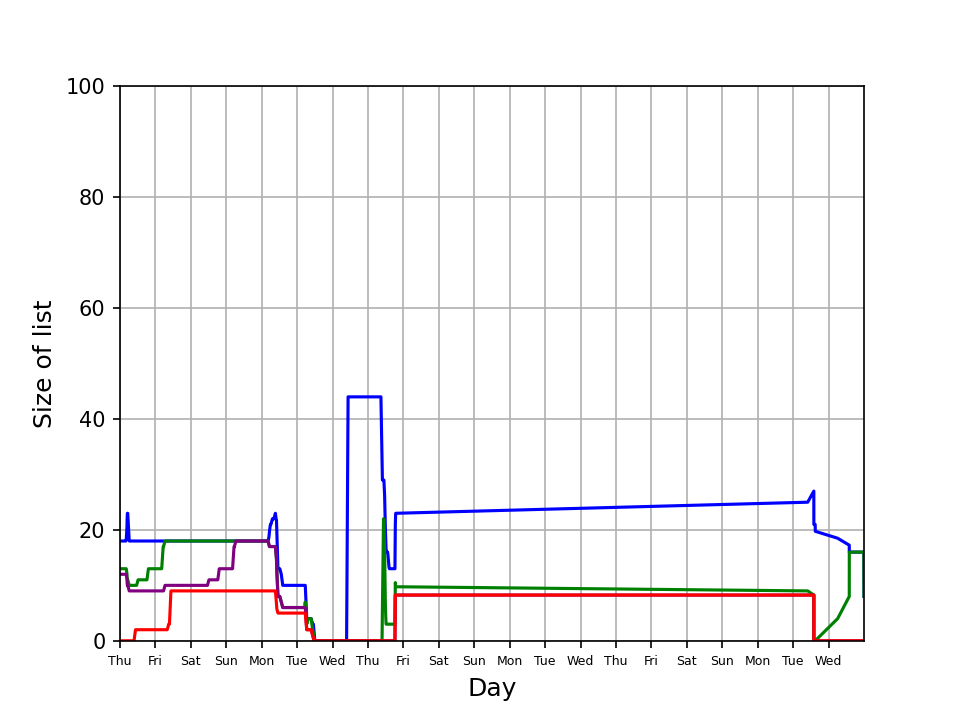 100
80
60
40
20
0
Size of list
Thu Fri Sat Sun Mon Tue Wed Thu Fri Sat Sun Mon Tue Wed Thu Fri Sat Sun Mon Tue Wed
Day